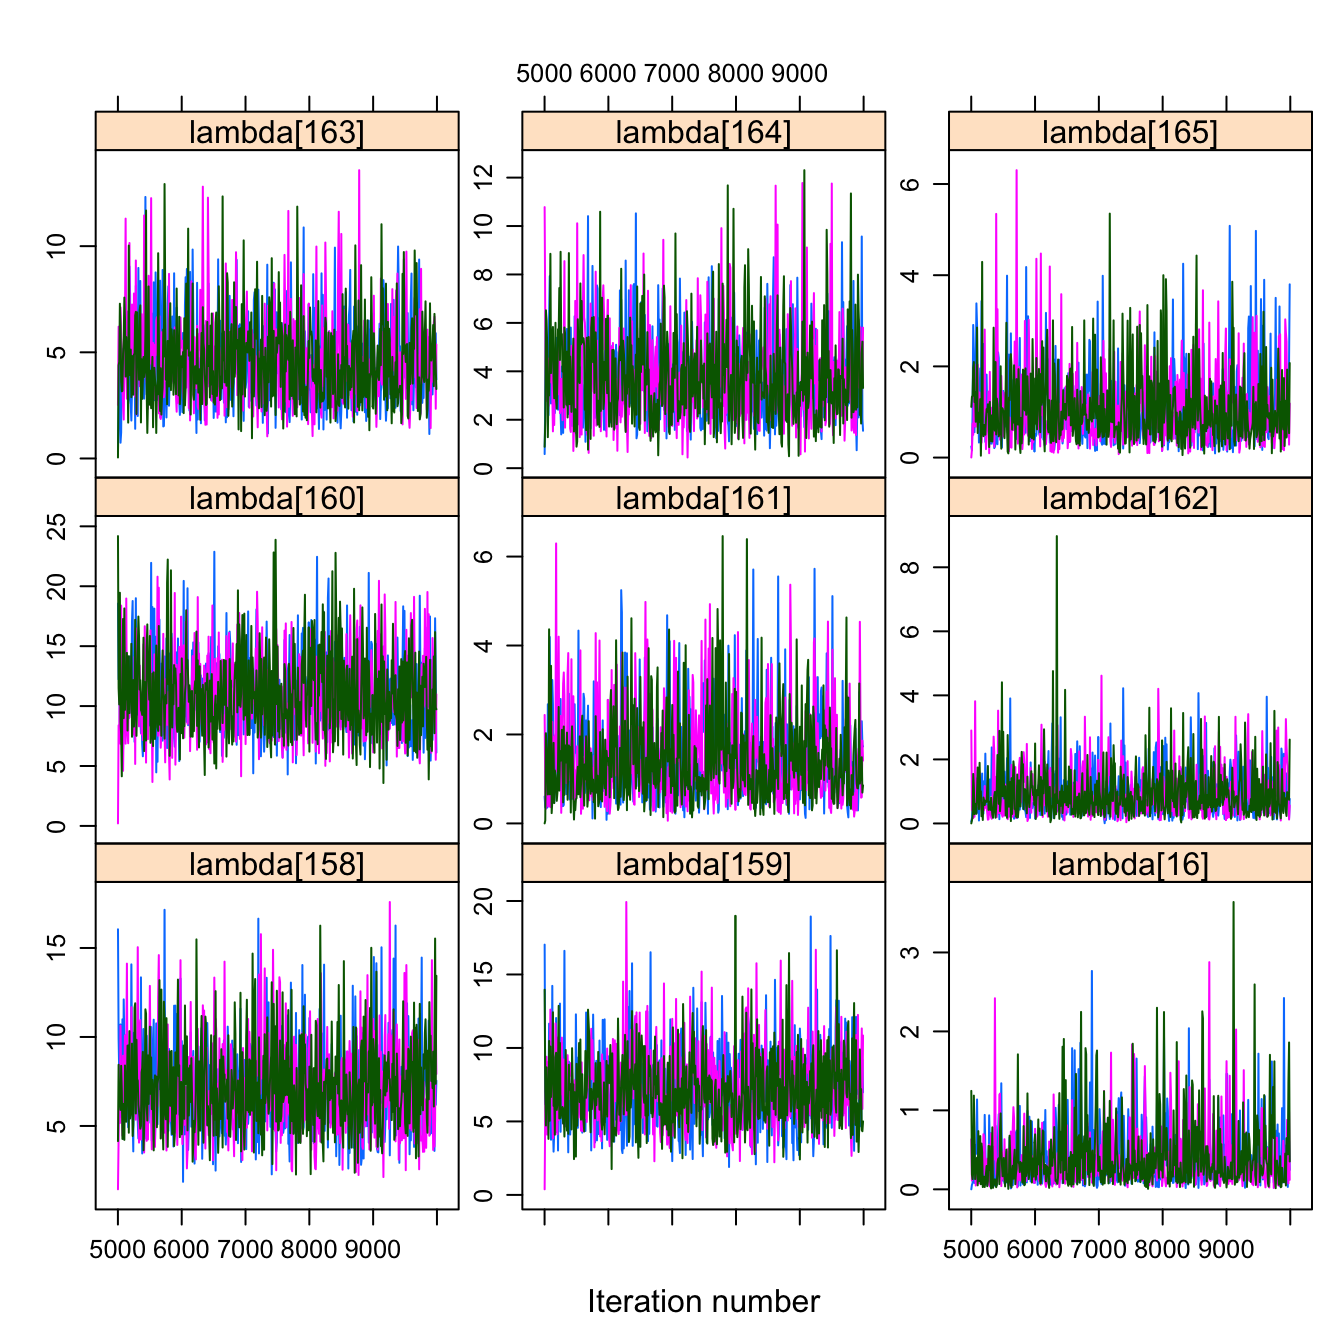 5000 6000 7000 8000 9000
lambda[163] lambda[164] lambda[165]
0 5 10
0 2 4 6 8 10 12
0 2 4 6
lambda[160] lambda[161] lambda[162]
0 5 10 15 20 25
0 2 4 6
0 2 4 6 8
lambda[158] lambda[159] lambda[16]
5 10 15
0 5 10 15 20
0 1 2 3
5000 6000 7000 8000 9000
5000 6000 7000 8000 9000
Iteration number